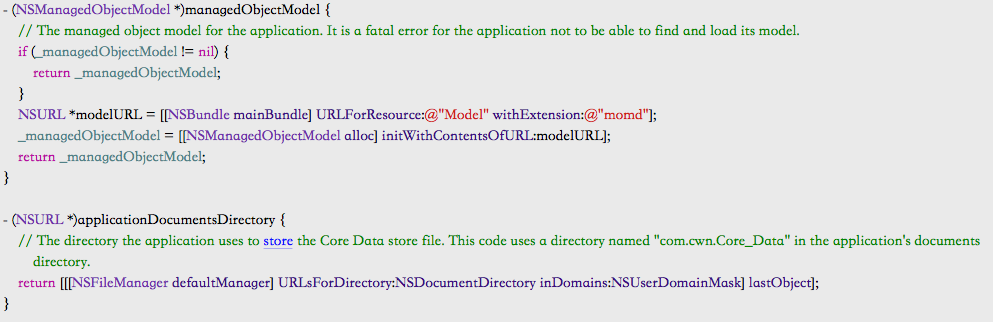 - (NSManagedObjectModel *)managedObjectModel {
// The managed object model for the application. It is a fatal error for the application not to be able to find and load its model.
if (_managedObjectModel != nil) {
return _managedObjectModel;
}
NSURL *modelURL = [[NSBundle mainBundle] URLForResource:@"Model" withExtension:@"momd"];
_managedObjectModel = [[NSManagedObjectModel alloc] initWithContentsOfURL:modelURL];
return _managedObjectModel;
}
- (NSURL *)applicationDocumentsDirectory {
// The directory the application uses to store the Core Data store file. This code uses a directory named "com.cwn.Core_Data" in the application's documents
directory.
return [[[NSFileManager defaultManager] URLsForDirectory:NSDocumentDirectory inDomains:NSUserDomainMask] lastObject];
}